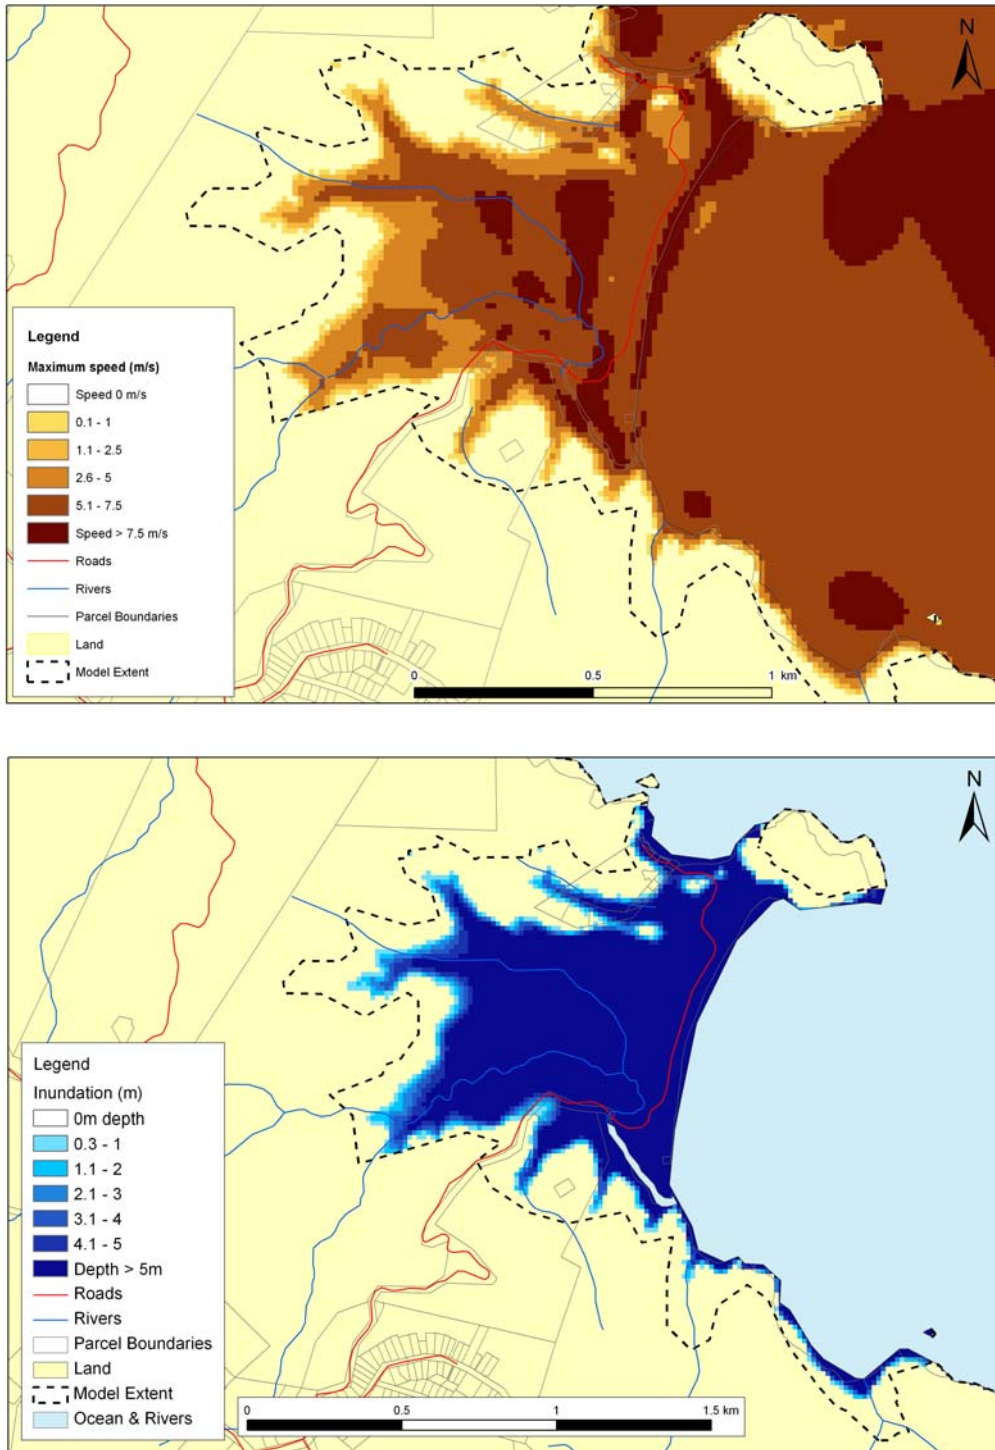 N
Legend
Maximum speed (m/s)
Speed 0 m/s
0.1 - 1
1.1 - 2.5
2.6 - 5
5.1 - 7.5
Speed > 7.5 m/s
Roads
Rivers
Parcel Boundaries
Land
Model Extent
0 0.5 1 km
N
Legend
Inundation (m)
0m depth
0.3 - 1
1.1 - 2
2.1 - 3
3.1 - 4
4.1 - 5
Depth > 5m
Roads
Rivers
Parcel Boundaries
Land
Model Extent
Ocean & Rivers
0 0.5 1 1.5 km